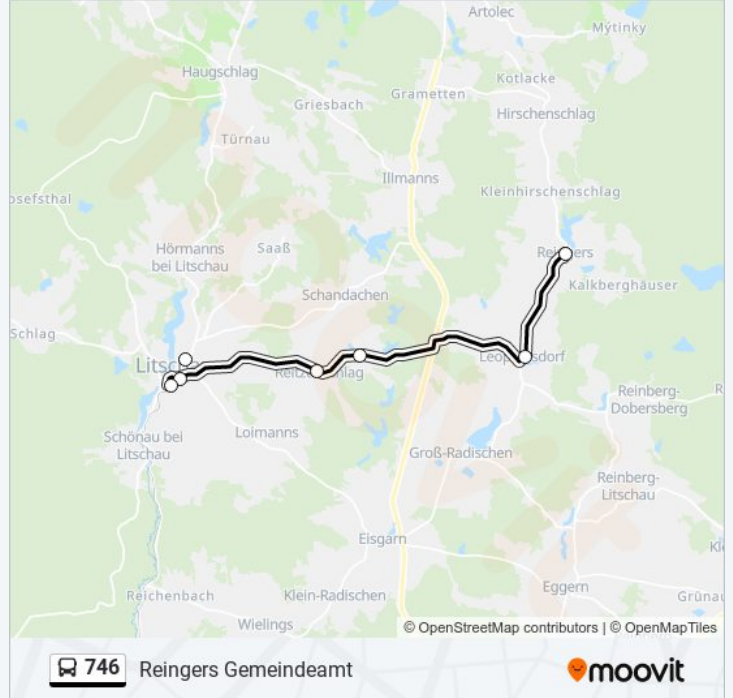 Artolec
Mýtinky
Haugschlag
Kotlacke
Grametten
Griesbach
Hirschenschlag
Türnau
Illmanns
Kleinhirschenschlag
osefsthal
Hörmanns
bei Litschau
Saaß
Kalkberghäuser
Schandachen
Schlag
Reinberg-
Dobersberg
Loimanns
Schönau bei
Litschau
Groß-Radischen
Reinberg-
Litschau
Eisgarn
Eggern
Reichenbach
Klein-Radischen
Grünau
Wielings
© OpenStreetMap contributors | © OpenMapTiles
746 Reingers Gemeindeamt
moovit